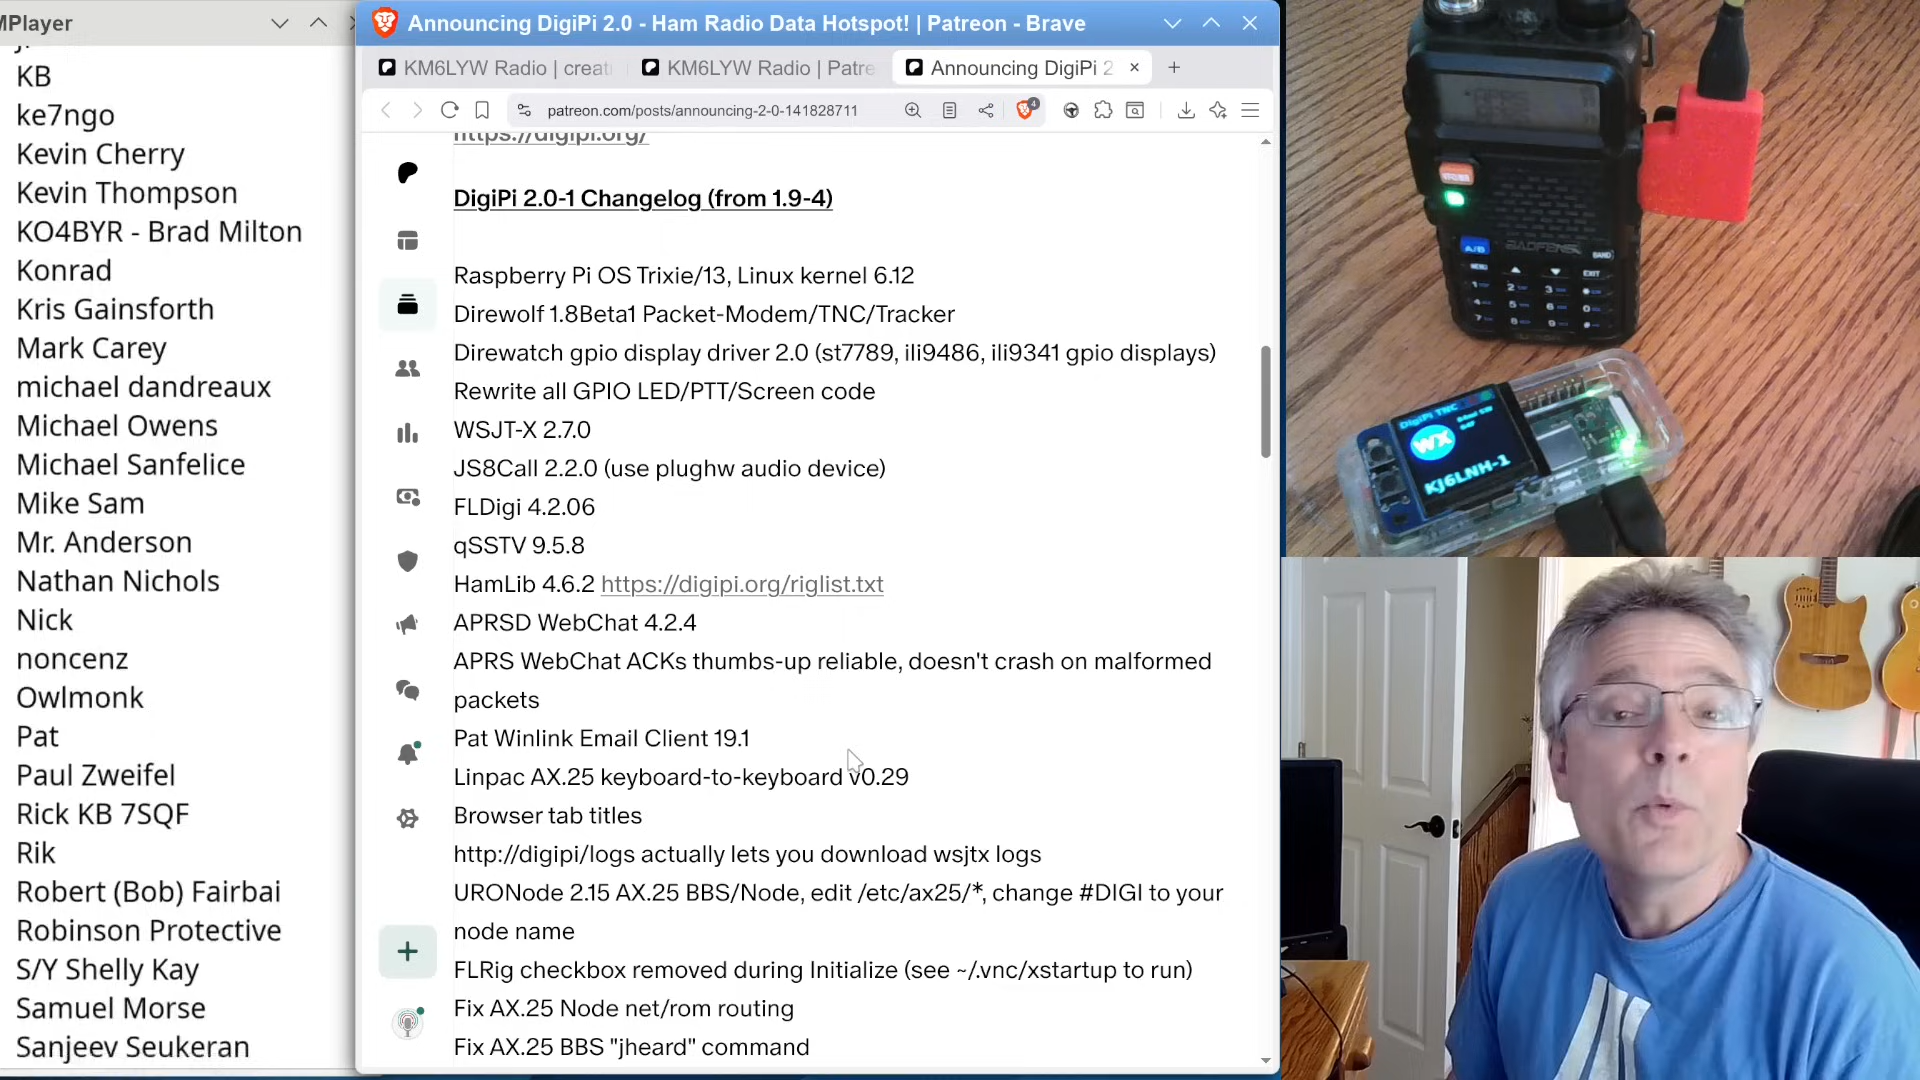 MPlayer
KB
ke7ngo
Kevin Cherry
Kevin Thompson
KO4BYR - Brad Milton
Konrad
Kris Gainsforth
Mark Carey
michael dandreaux
Michael Owens
Michael Sanfelice
Mike Sam
Mr. Anderson
Nathan Nichols
Nick
noncenz
Owlmonk
Pat
Paul Zweifel
Rick KB 7SQF
Rik
Robert (Bob) Fairbai
Robinson Protective
S/Y Shelly Kay
Samuel Morse
Sanjeev Seukeran
Announcing DigiPi 2.0 - Ham Radio Data Hotspot! | Patreon - Brave
KM6LYW Radio | creat
KM6LYW Radio | Patre
Announcing DigiPi 2
patreon.com/posts/announcing-2-0-141828711
4
https://digipi.org/
DigiPi 2.0-1 Changelog (from 1.9-4)
Raspberry Pi OS Trixie/13, Linux kernel 6.12
Direwolf 1.8Beta1 Packet-Modem/TNC/Tracker
Direwatch gpio display driver 2.0 (st7789, ili9486, ili9341 gpio displays)
Rewrite all GPIO LED/PTT/Screen code
WSJT-X 2.7.0
JS8Call 2.2.0 (use plughw audio device)
FLDigi 4.2.06
qSSTV 9.5.8
HamLib 4.6.2 https://digipi.org/riglist.txt
APRSD WebChat 4.2.4
APRS WebChat ACKs thumbs-up reliable, doesn't crash on malformed
packets
Pat Winlink Email Client 19.1
Linpac AX.25 keyboard-to-keyboard v0.29
Browser tab titles
http://digipi/logs actually lets you download wsjtx logs
URONode 2.15 AX.25 BBS/Node, edit /etc/ax25/*, change #DIGI to your
node name
FLRig checkbox removed during Initialize (see ~/.vnc/xstartup to run)
Fix AX.25 Node net/rom routing
Fix AX.25 BBS "jheard" command
A/B
BAOFENG
BAND
MENU
EXIT
DigiPi TNC
WX
KJ6LNH-1